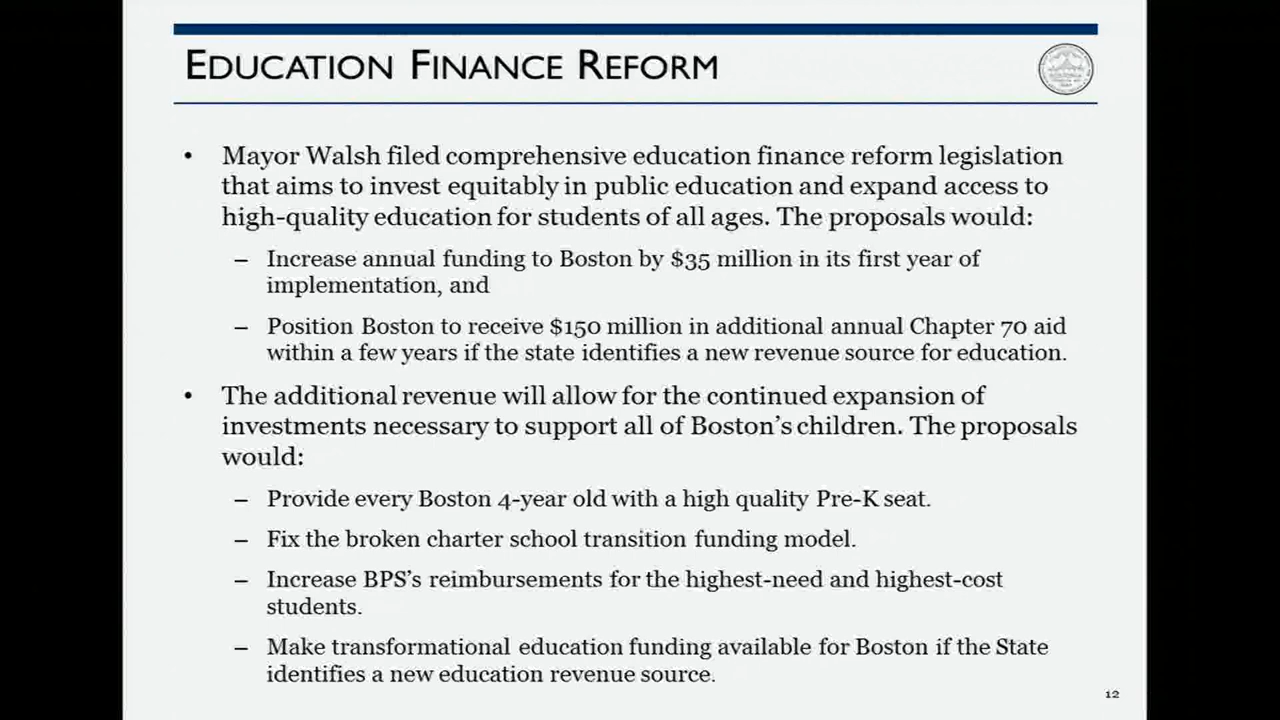 EDUCATION FINANCE REFORM
• Mayor Walsh filed comprehensive education finance reform legislation
that aims to invest equitably in public education and expand access to
high-quality education for students of all ages. The proposals would:
– Increase annual funding to Boston by $35 million in its first year of
implementation, and
– Position Boston to receive $150 million in additional annual Chapter 70 aid
within a few years if the state identifies a new revenue source for education.
• The additional revenue will allow for the continued expansion of
investments necessary to support all of Boston's children. The proposals
would:
– Provide every Boston 4-year old with a high quality Pre-K seat.
– Fix the broken charter school transition funding model.
– Increase BPS's reimbursements for the highest-need and highest-cost
students.
– Make transformational education funding available for Boston if the State
identifies a new education revenue source.
12